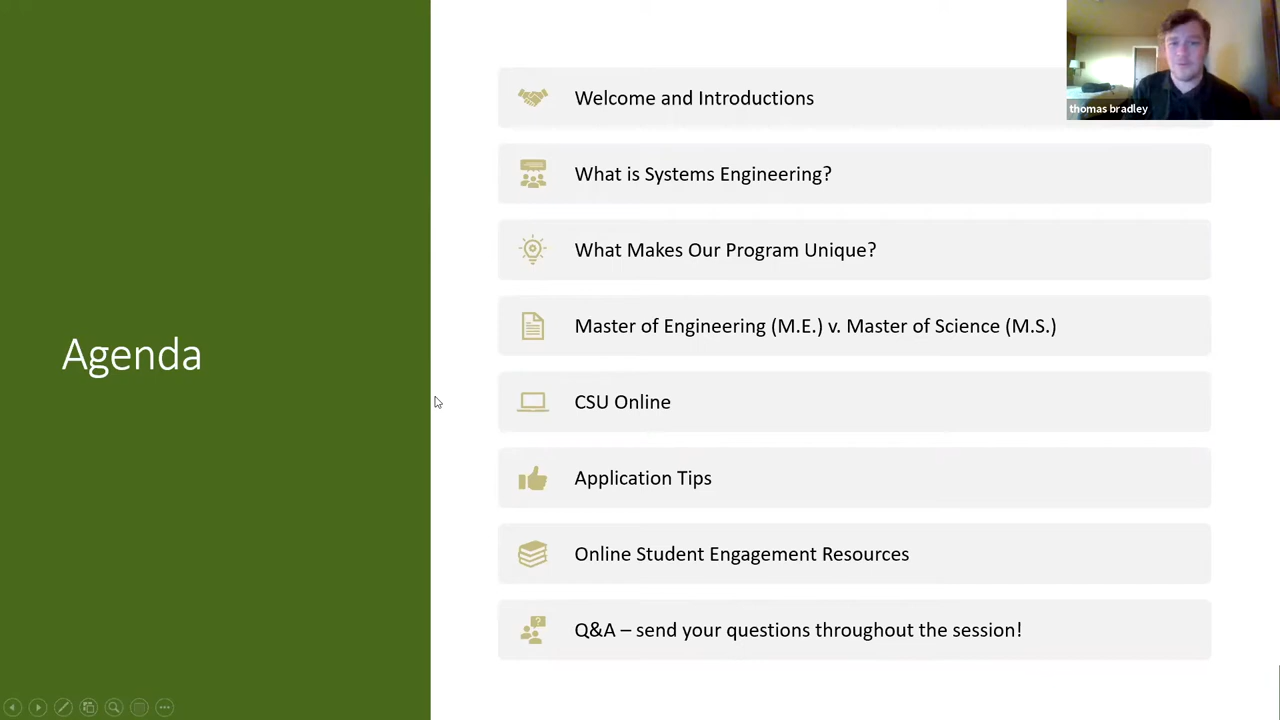 Agenda
Welcome and Introductions
What is Systems Engineering?
What Makes Our Program Unique?
Master of Engineering (M.E.) v. Master of Science (M.S.)
CSU Online
Application Tips
Online Student Engagement Resources
Q&A – send your questions throughout the session!
thomas bradley